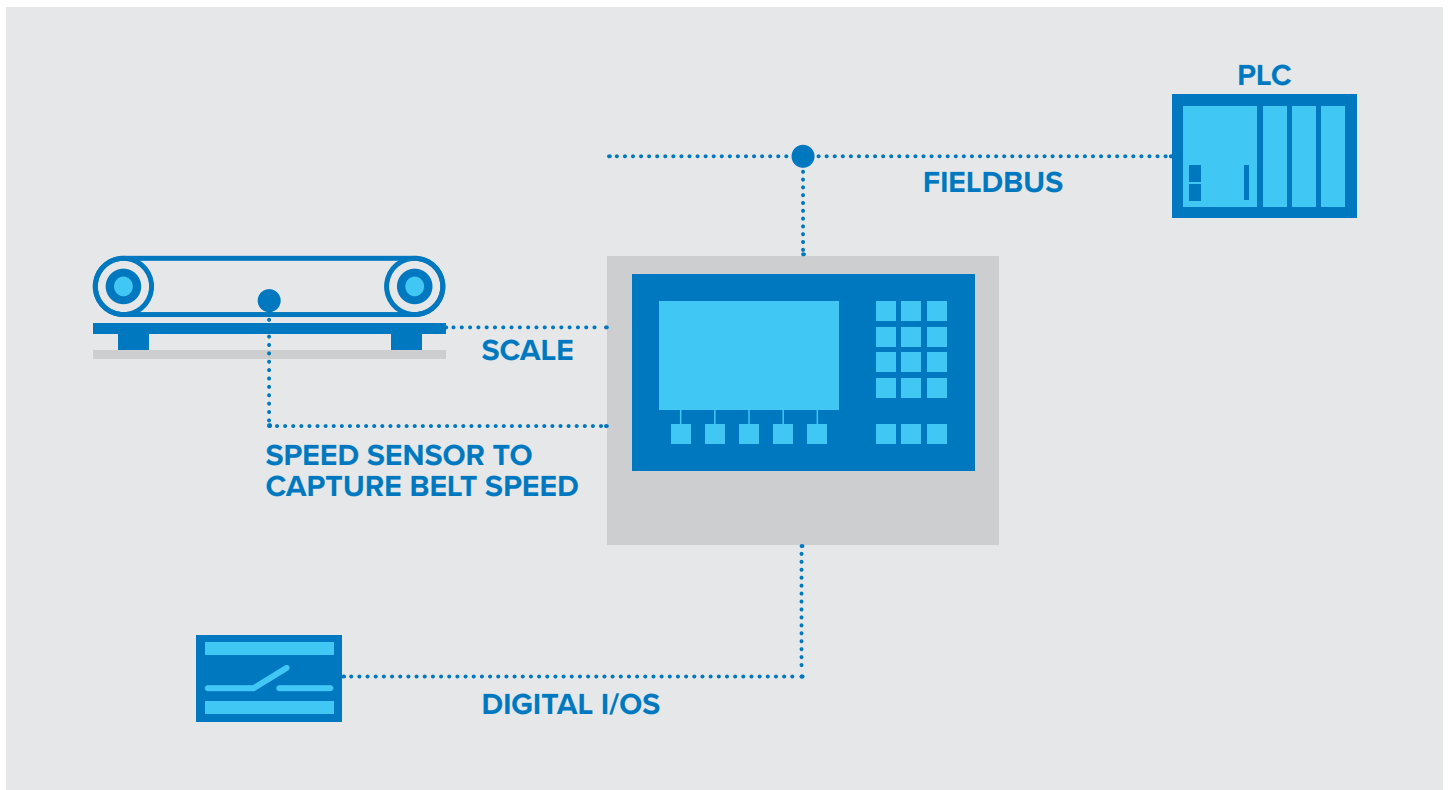 PLC
FIELDBUS
SCALE
SPEED SENSOR TO
CAPTURE BELT SPEED
DIGITAL I/OS